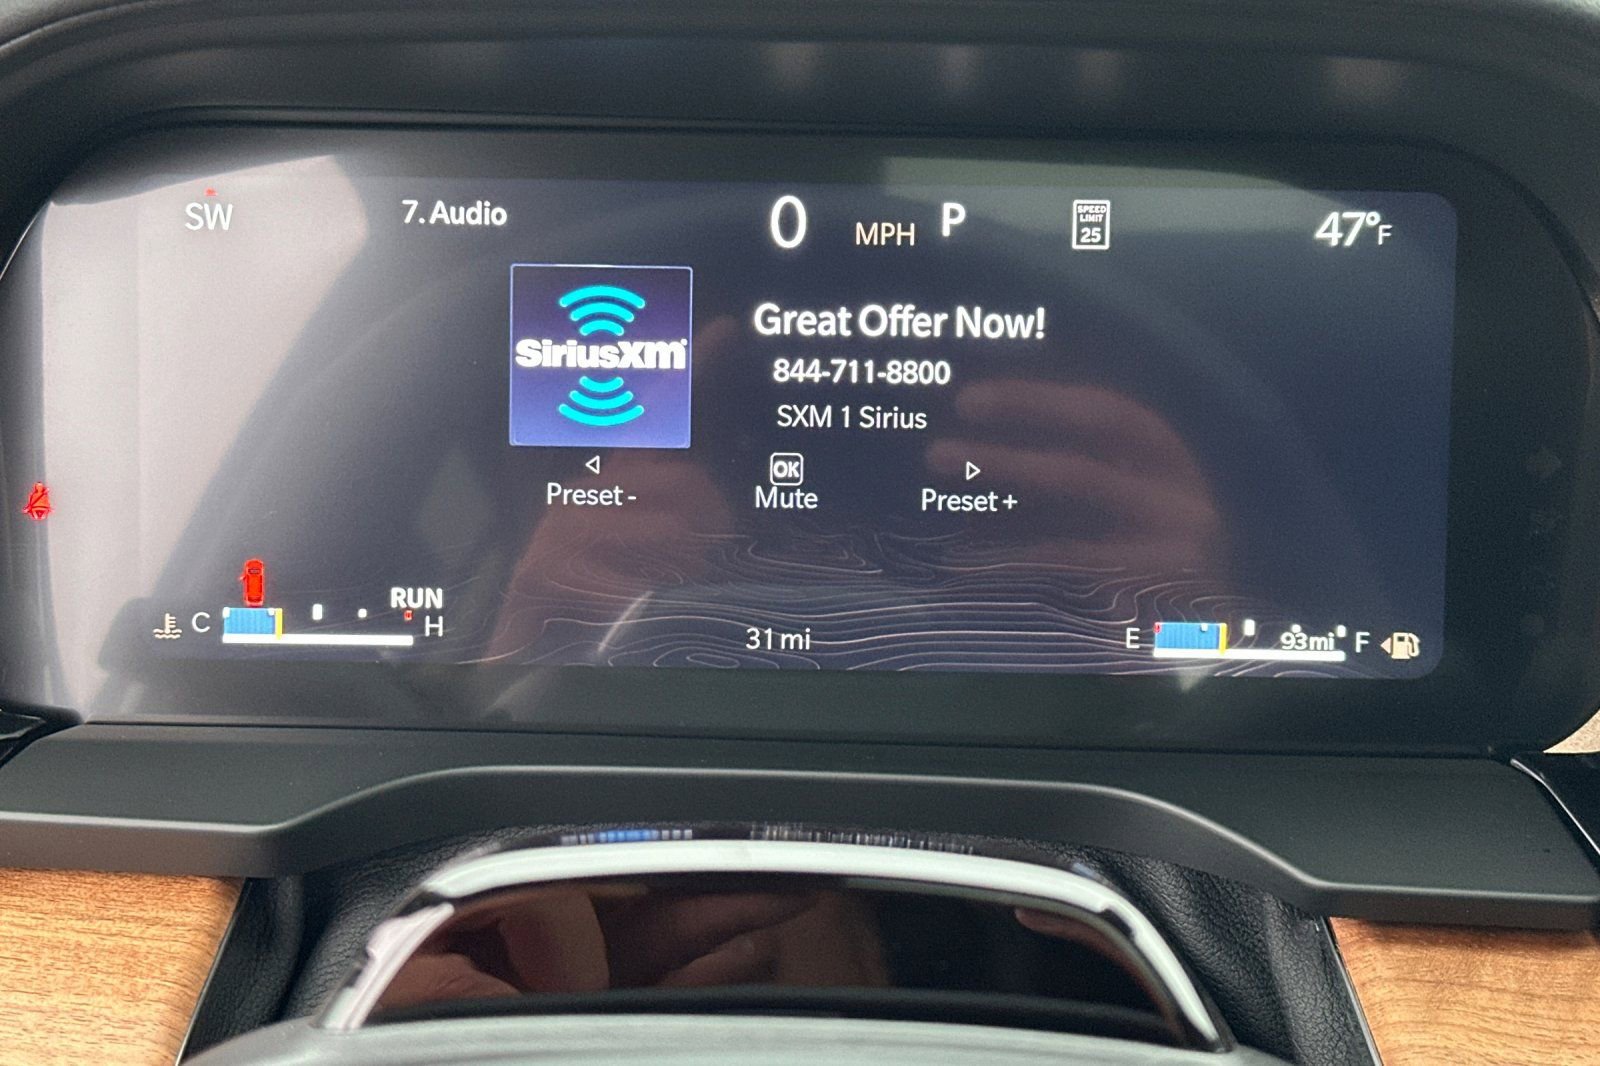 SW
7. Audio
0 MPH P
SPEED
LIMIT
25
47°F
SiriusXM
Great Offer Now!
844-711-8800
SXM 1 Sirius
OK
Preset -
Mute
Preset +
RUN
C
H
31 mi
E
93mi
F